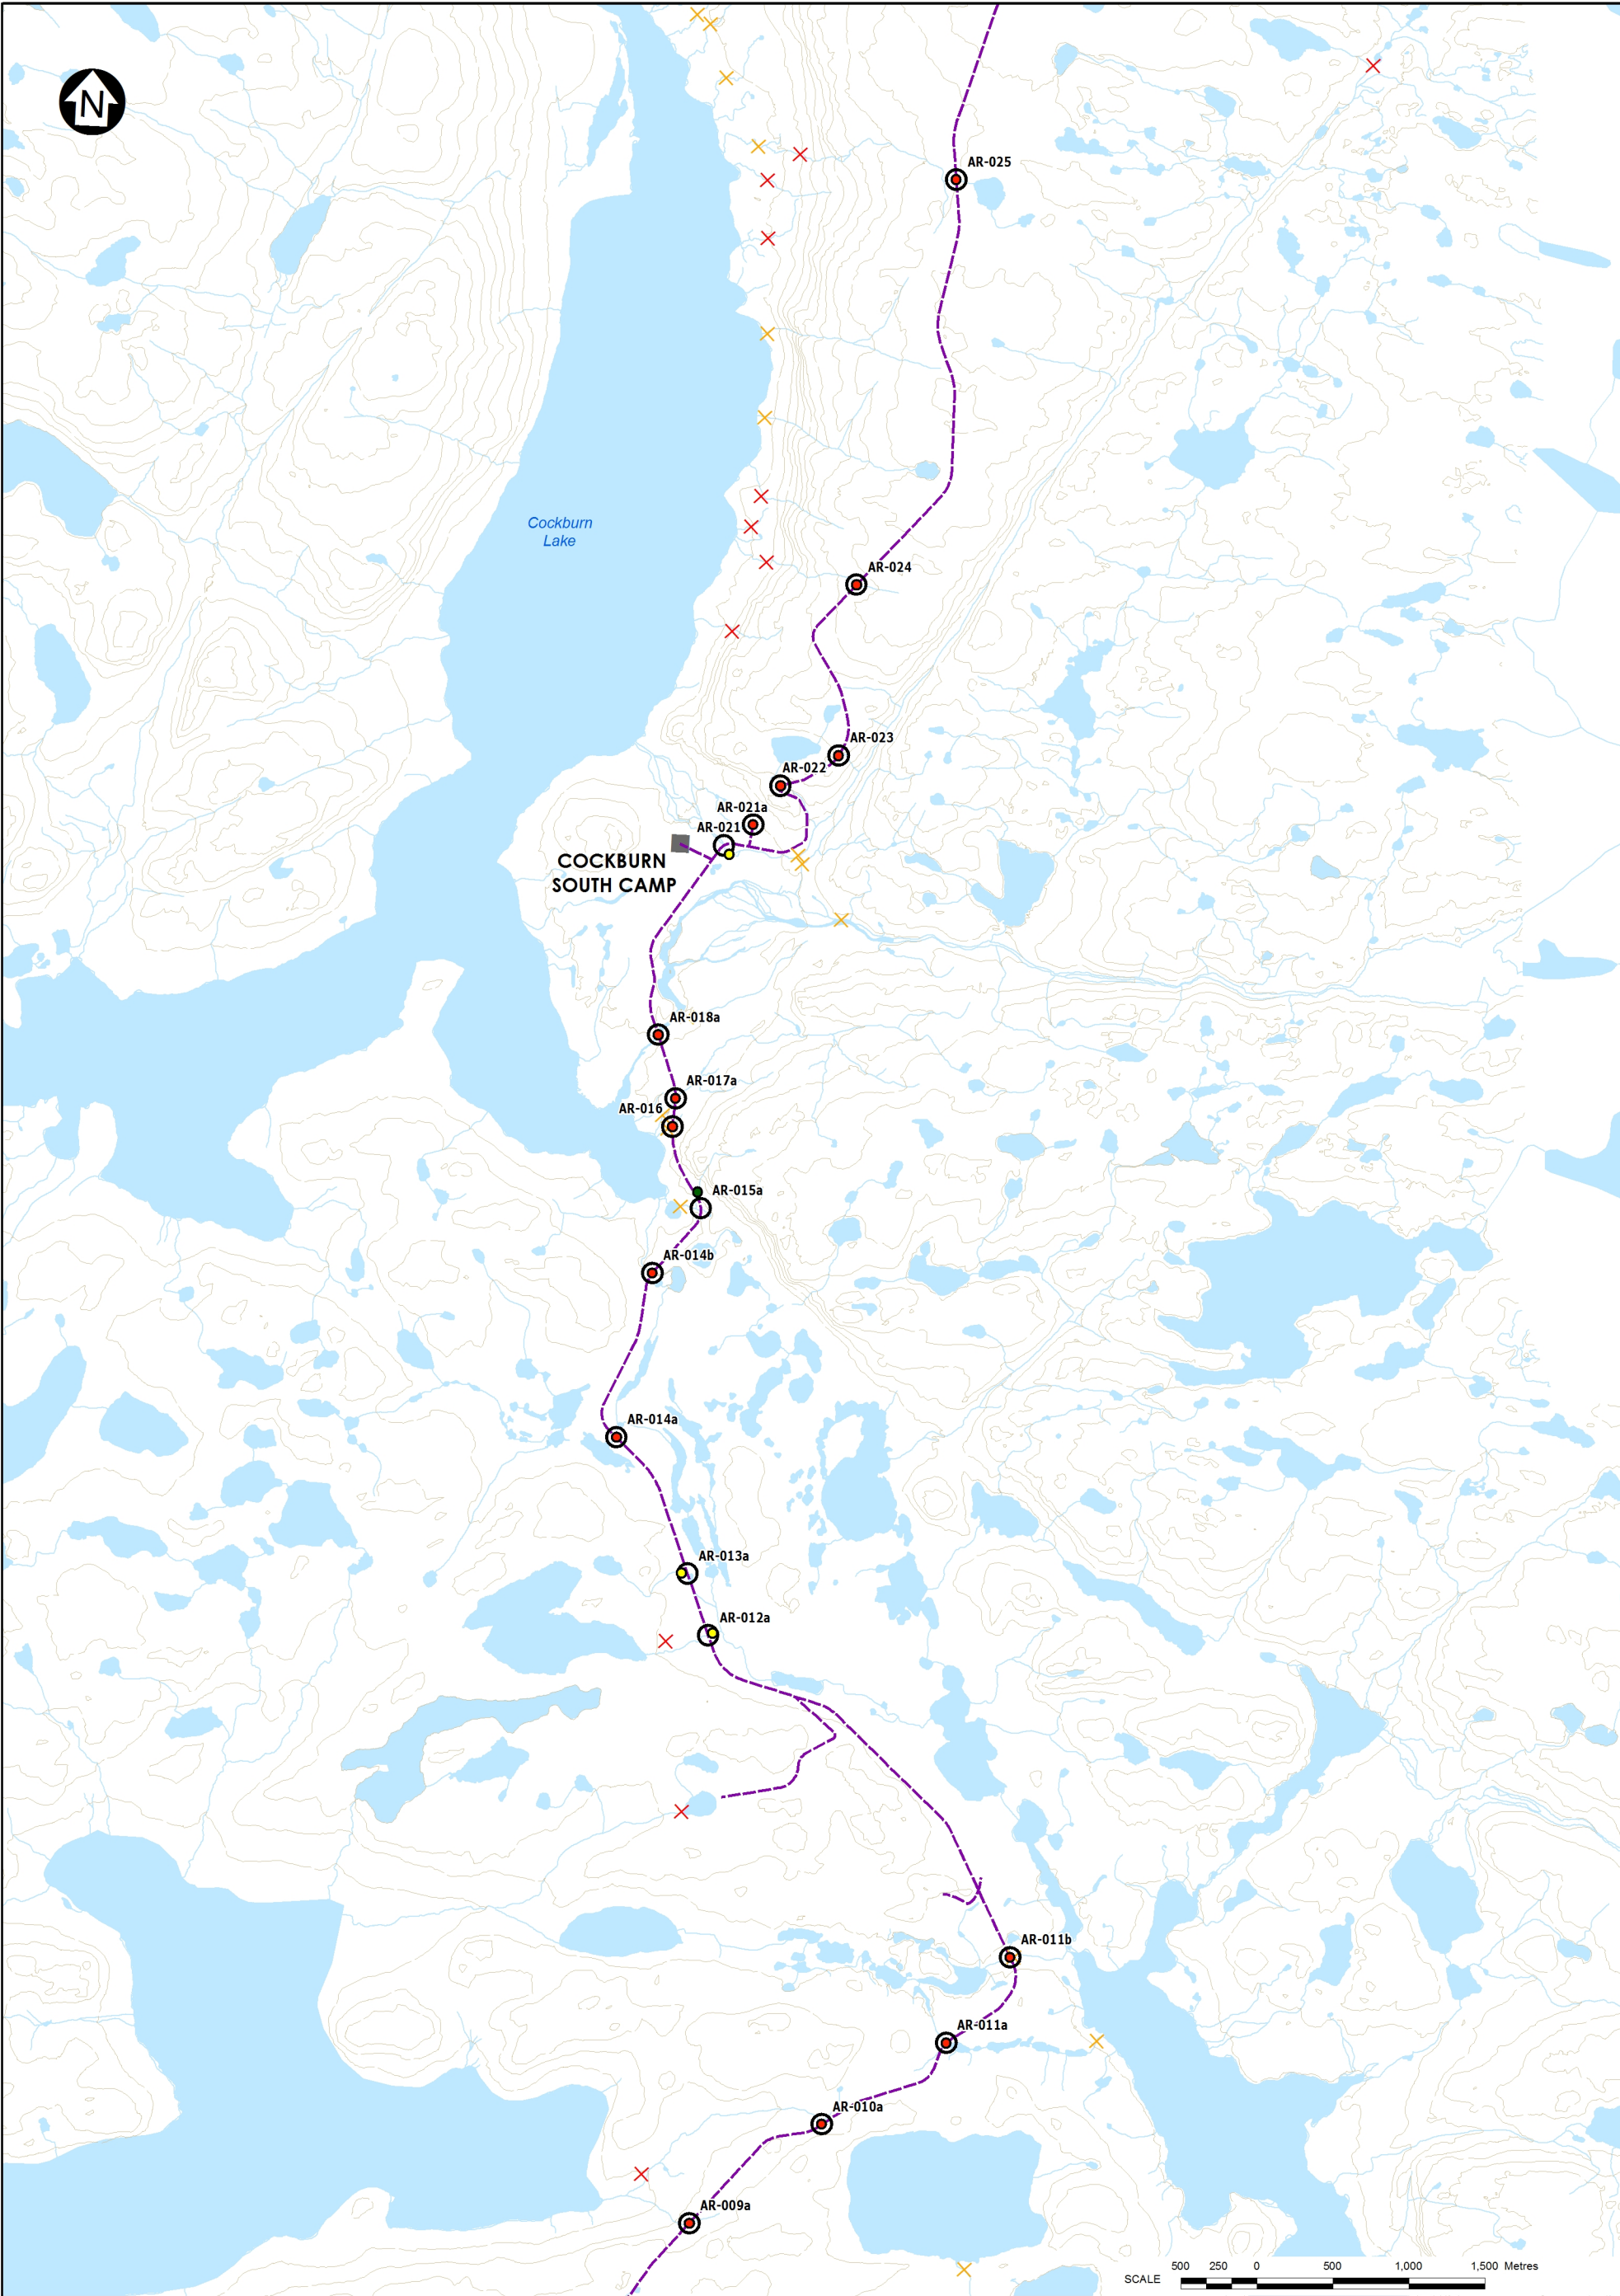 N
AR-025
Cockburn
Lake
AR-024
AR-023
AR-022
AR-021a
AR-021
COCKBURN
SOUTH CAMP
AR-018a
AR-017a
AR-016
AR-015a
AR-014b
AR-014a
AR-013a
AR-012a
AR-011b
AR-011a
AR-010a
AR-009a
500 250 0 500 1,000 1,500 Metres
SCALE